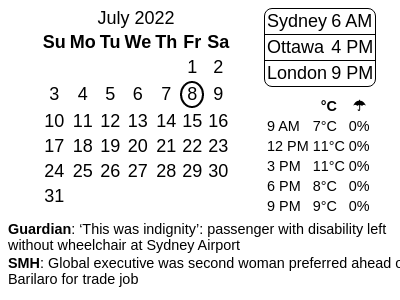 July 2022
Su Mo Tu We Th Fr Sa
1 2
3 4 5 6 7 8 9
10 11 12 13 14 15 16
17 18 19 20 21 22 23
24 25 26 27 28 29 30
31
Sydney 6 AM
Ottawa 4 PM
London 9 PM
°C ☂
9 AM 7°C 0%
12 PM 11°C 0%
3 PM 11°C 0%
6 PM 8°C 0%
9 PM 9°C 0%
Guardian: ‘This was indignity’: passenger with disability left
without wheelchair at Sydney Airport
SMH: Global executive was second woman preferred ahead o
Barilaro for trade job